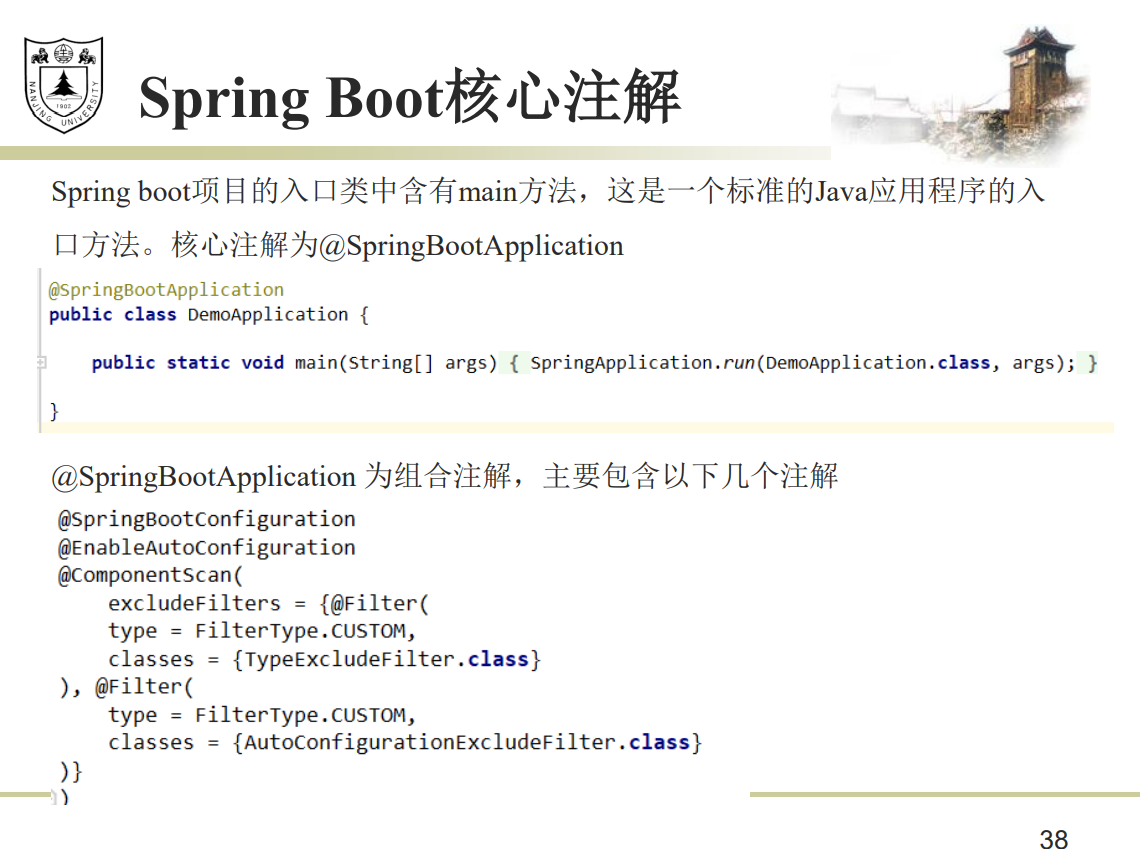 NANJING UNIVERSITY
1902
Spring Boot核心注解
Spring boot项目的入口类中含有main方法，这是一个标准的Java应用程序的入
口方法。核心注解为@SpringBootApplication
@SpringBootApplication
public class DemoApplication {
public static void main(String[] args) { SpringApplication.run(DemoApplication.class, args); }
}
@SpringBootApplication 为组合注解，主要包含以下几个注解
@SpringBootConfiguration
@EnableAutoConfiguration
@ComponentScan(
excludeFilters = {@Filter(
type = FilterType.CUSTOM,
classes = {TypeExcludeFilter.class}
), @Filter(
type = FilterType.CUSTOM,
classes = {AutoConfigurationExcludeFilter.class}
)}
)
38